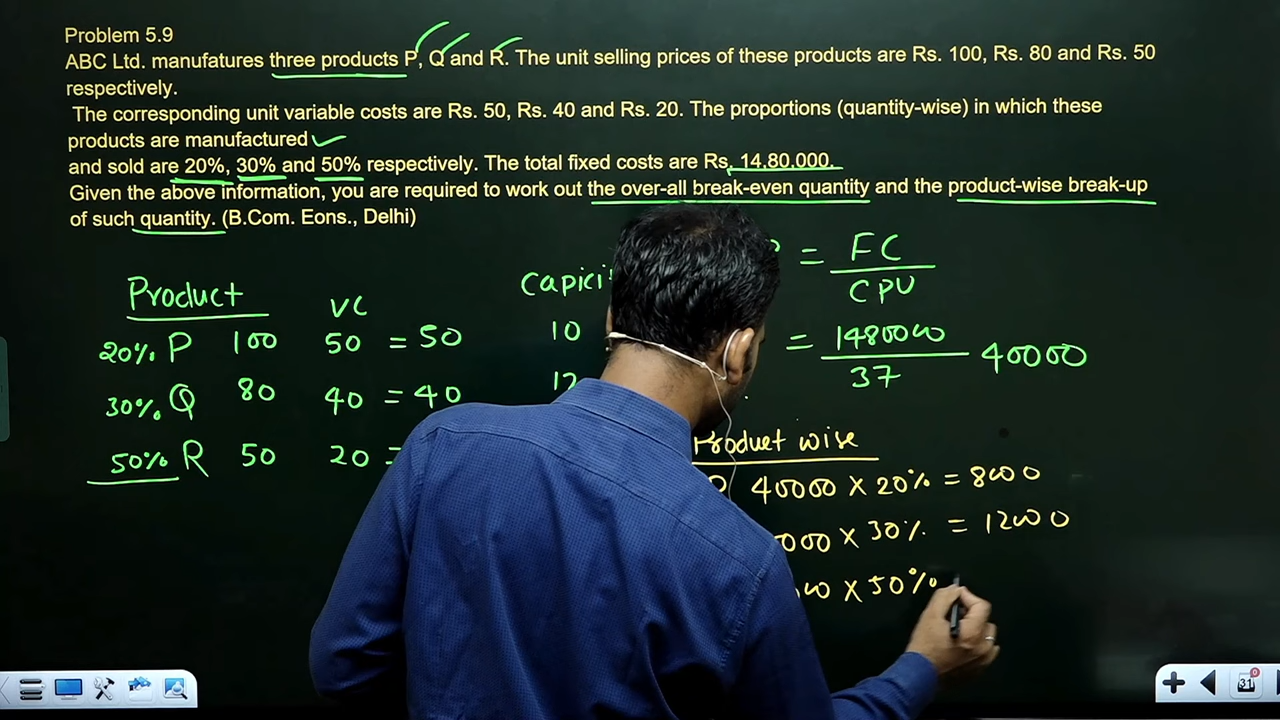 Problem 5.9
ABC Ltd. manufatures three products P, Q and R. The unit selling prices of these products are Rs. 100, Rs. 80 and Rs. 50
respectively.
The corresponding unit variable costs are Rs. 50, Rs. 40 and Rs. 20. The proportions (quantity-wise) in which these
products are manufactured
and sold are 20%, 30% and 50% respectively. The total fixed costs are Rs. 14,80,000.
Given the above information, you are required to work out the over-all break-even quantity and the product-wise break-up
of such quantity. (B.Com. Eons., Delhi)
Product VC
20% P 100 50 = 50
30% Q 80 40 = 40
50% R 50 20 =
10
12
= FC
CPU
= 1480000
37
40000
Product wise
40000 × 20% = 8000
× 30% = 12000
× 50%
31